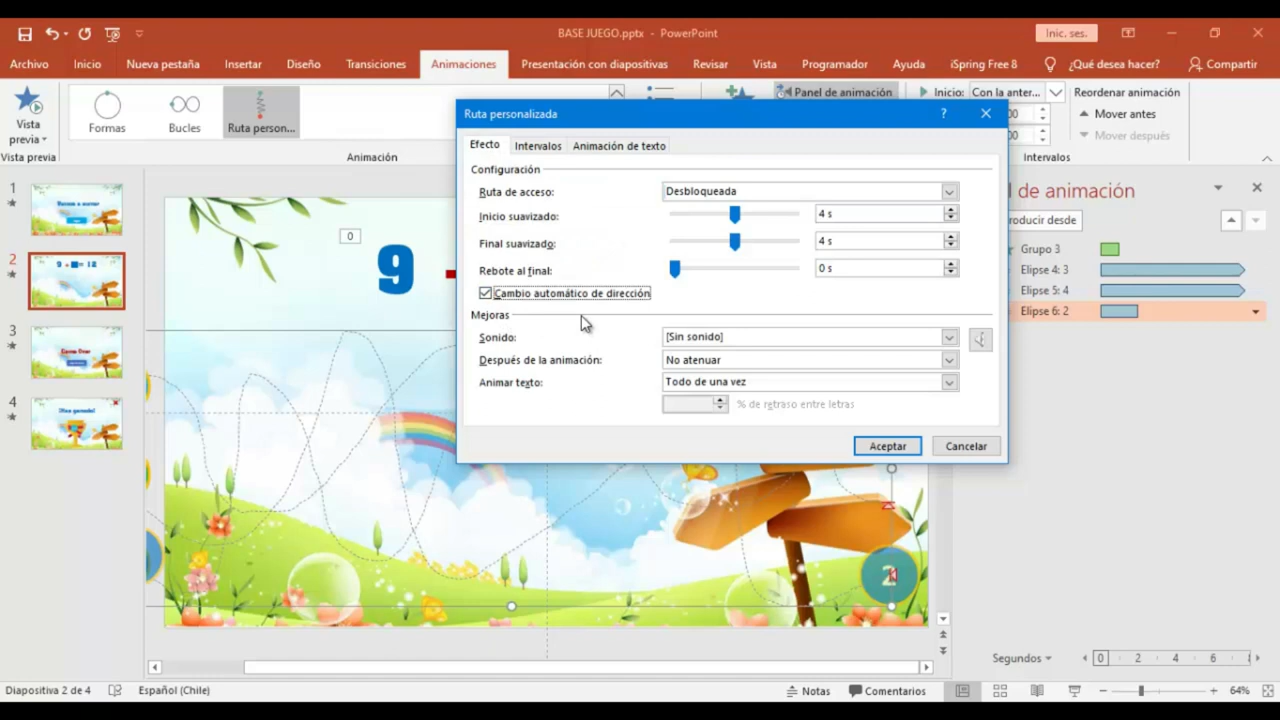 BASE JUEGO.pptx - PowerPoint
Inic. ses.
Archivo Inicio Nueva pestaña Insertar Diseño Transiciones Animaciones Presentación con diapositivas Revisar Vista Programador Ayuda iSpring Free 8 ¿Qué desea hacer? Compartir
Vista previa
Formas Bucles Ruta person...
Panel de animación
Inicio: Con la anter...
Reordenar animación
Mover antes
Mover después
Vista previa Animación Intervalos
Ruta personalizada
Efecto Intervalos Animación de texto
Configuración
Ruta de acceso: Desbloqueada
Inicio suavizado: 4 s
Final suavizado: 4 s
Rebote al final: 0 s
Cambio automático de dirección
Mejoras
Sonido: [Sin sonido]
Después de la animación: No atenuar
Animar texto: Todo de una vez
% de retraso entre letras
Aceptar Cancelar
l de animación
roducir desde
Grupo 3
Elipse 4: 3
Elipse 5: 4
Elipse 6: 2
1
2
9 + = 12
3
Game Over
4
¡Has ganado!
0
9
2
Segundos 0 2 4 6
Diapositiva 2 de 4 Español (Chile) Notas Comentarios 64%